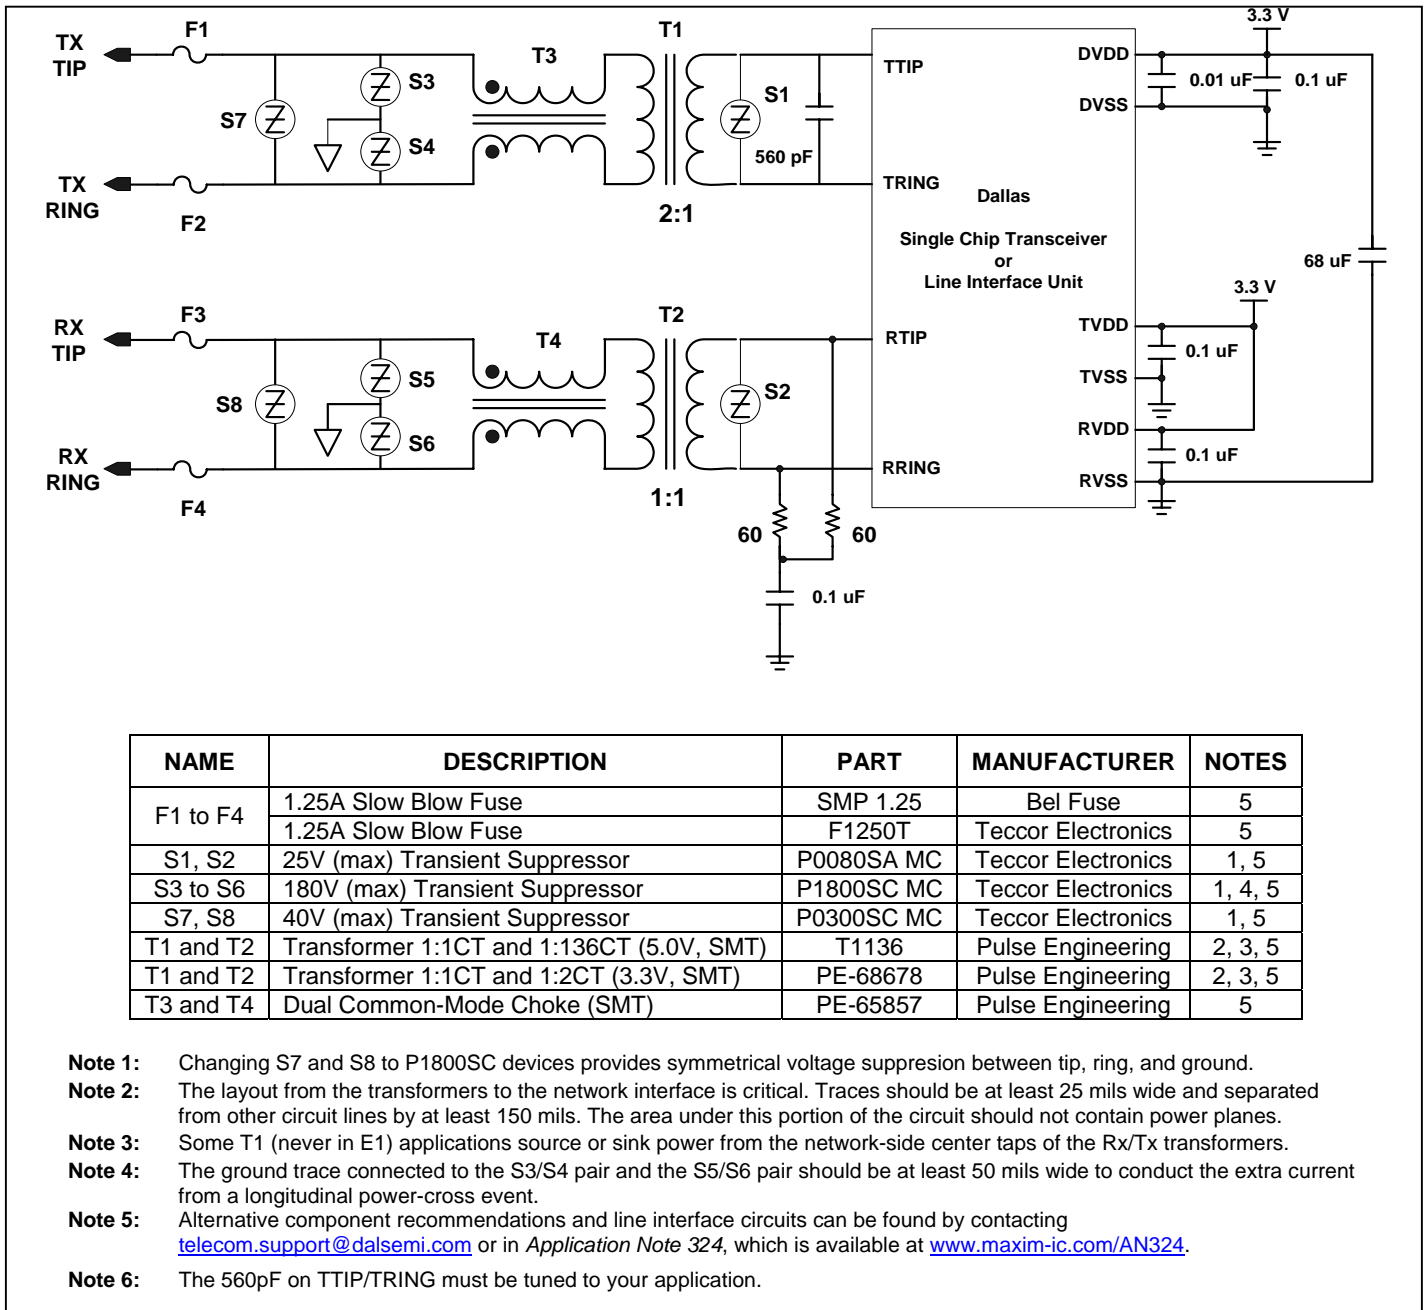 3.3 V
F1
T1
TX
TIP
T3
TTIP
DVDD
S3
S1
0.01 uF
0.1 uF
S7
DVSS
S4
560 pF
TX
RING
TRING
F2
2:1
Dallas
Single Chip Transceiver
or
Line Interface Unit
68 uF
3.3 V
F3
T2
RX
TIP
T4
RTIP
TVDD
0.1 uF
S5
TVSS
S8
S2
S6
RVDD
RX
RING
RRING
0.1 uF
RVSS
F4
1:1
60
60
0.1 uF
NAME DESCRIPTION PART MANUFACTURER NOTES
F1 to F4 1.25A Slow Blow Fuse SMP 1.25 Bel Fuse 5
1.25A Slow Blow Fuse F1250T Teccor Electronics 5
S1, S2 25V (max) Transient Suppressor P0080SA MC Teccor Electronics 1, 5
S3 to S6 180V (max) Transient Suppressor P1800SC MC Teccor Electronics 1, 4, 5
S7, S8 40V (max) Transient Suppressor P0300SC MC Teccor Electronics 1, 5
T1 and T2 Transformer 1:1CT and 1:136CT (5.0V, SMT) T1136 Pulse Engineering 2, 3, 5
T1 and T2 Transformer 1:1CT and 1:2CT (3.3V, SMT) PE-68678 Pulse Engineering 2, 3, 5
T3 and T4 Dual Common-Mode Choke (SMT) PE-65857 Pulse Engineering 5
Note 1: Changing S7 and S8 to P1800SC devices provides symmetrical voltage suppresion between tip, ring, and ground.
Note 2: The layout from the transformers to the network interface is critical. Traces should be at least 25 mils wide and separated
from other circuit lines by at least 150 mils. The area under this portion of the circuit should not contain power planes.
Note 3: Some T1 (never in E1) applications source or sink power from the network-side center taps of the Rx/Tx transformers.
Note 4: The ground trace connected to the S3/S4 pair and the S5/S6 pair should be at least 50 mils wide to conduct the extra current
from a longitudinal power-cross event.
Note 5: Alternative component recommendations and line interface circuits can be found by contacting
telecom.support@dalsemi.com or in Application Note 324, which is available at www.maxim-ic.com/AN324.
Note 6: The 560pF on TTIP/TRING must be tuned to your application.